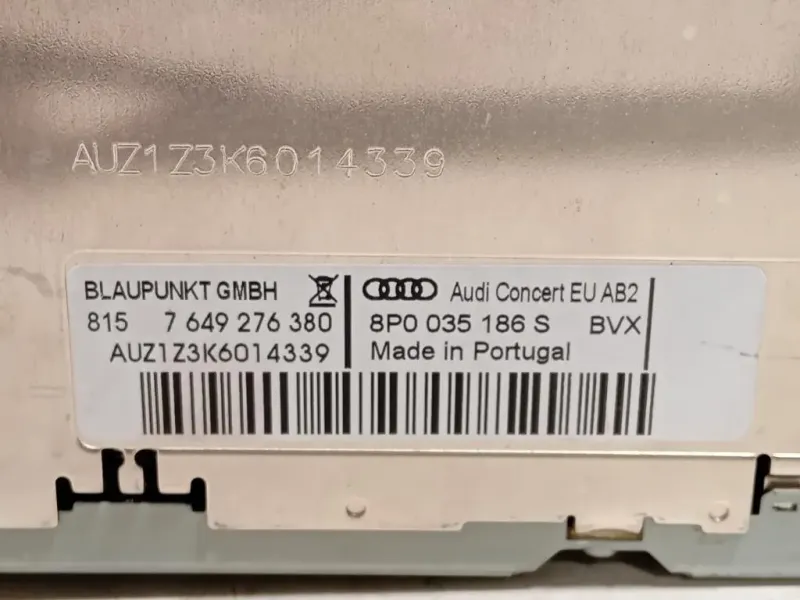 AUZ1Z3K6014339
BLAUPUNKT GMBH
815 7 649 276 380
AUZ1Z3K6014339
Audi Concert EU AB2
8P0 035 186 S BVX
Made in Portugal